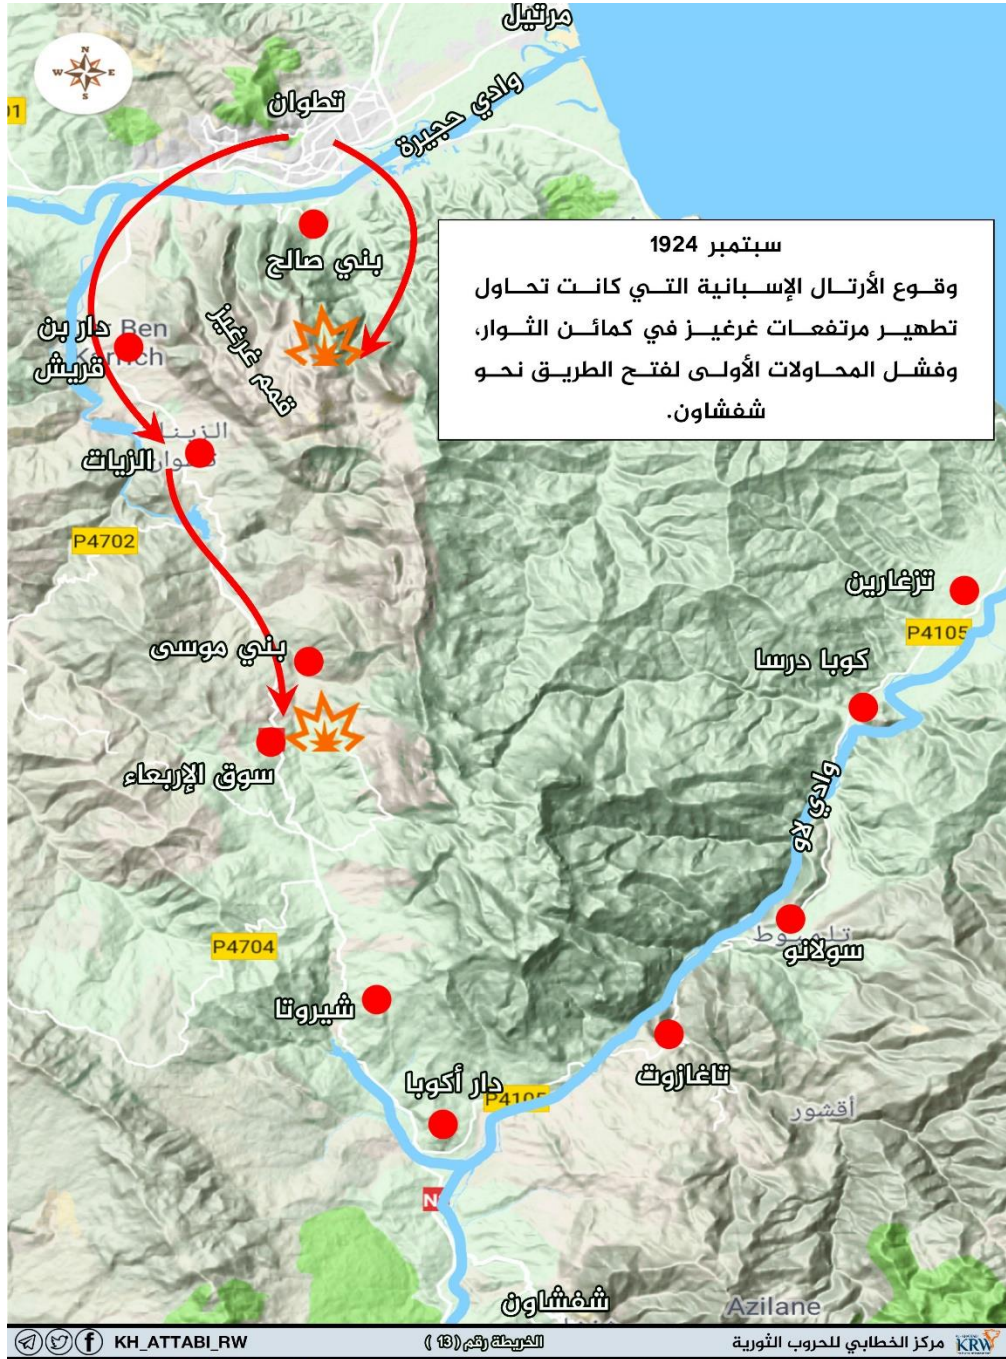 مرتيل
N
W E
S
تطوان
وادي حجيرة
بني صالح
سبتمبر 1924
وقوع الأرتال الإسبانية التي كانت تحاول
تطهير مرتفعات غرغيز في كمائن الثوار،
وفشل المحاولات الأولى لفتح الطريق نحو
شفشاون.
قمم غرغيز
دار بن
قريش
Ben
Karrich
الزيات
P4702
تزغارين
P4105
بني موسى
كوبا درسا
سوق الإربعاء
وادي لاو
P4704
سولانو
شيروتا
تاغازوت
دار أكوبا
P4105
أقشور
شفشاون
Azilane
KH_ATTABI_RW
الخريطة رقم ( 13 )
مركز الخطابي للحروب الثورية
KRW